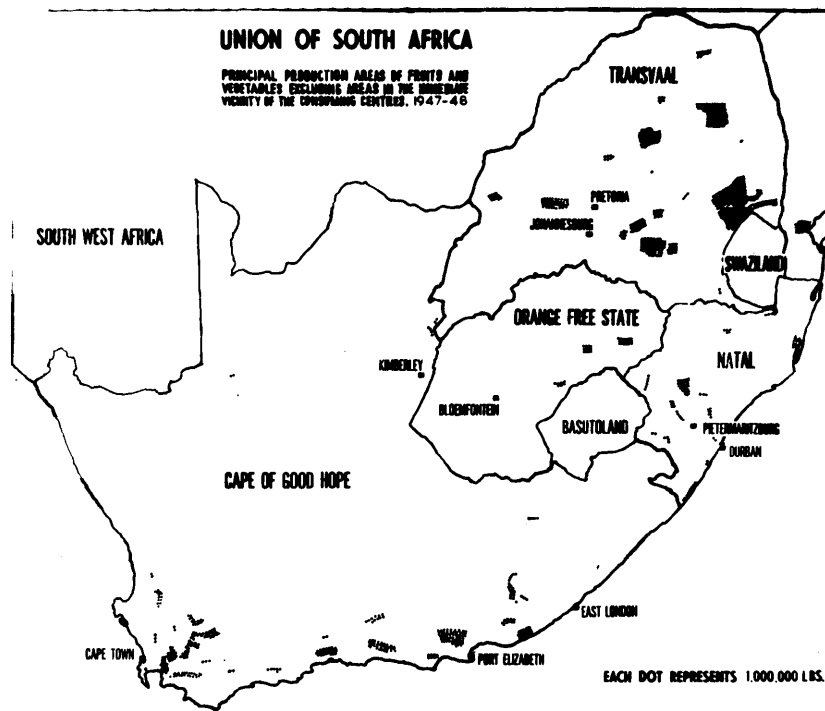 UNION OF SOUTH AFRICA
PRINCIPAL PRODUCTION AREAS OF FRUITS AND
VEGETABLES EXCLUDING AREAS IN THE IMMEDIATE
VICINITY OF THE CONSUMING CENTRES, 1947-48
TRANSVAAL
PRETORIA
JOHANNESBURG
SOUTH WEST AFRICA
SWAZILAND
ORANGE FREE STATE
NATAL
KIMBERLEY
BLOEMFONTEIN
BASUTOLAND
PIETERMARITZBURG
DURBAN
CAPE OF GOOD HOPE
EAST LONDON
CAPE TOWN
PORT ELIZABETH
EACH DOT REPRESENTS 1,000,000 LBS.